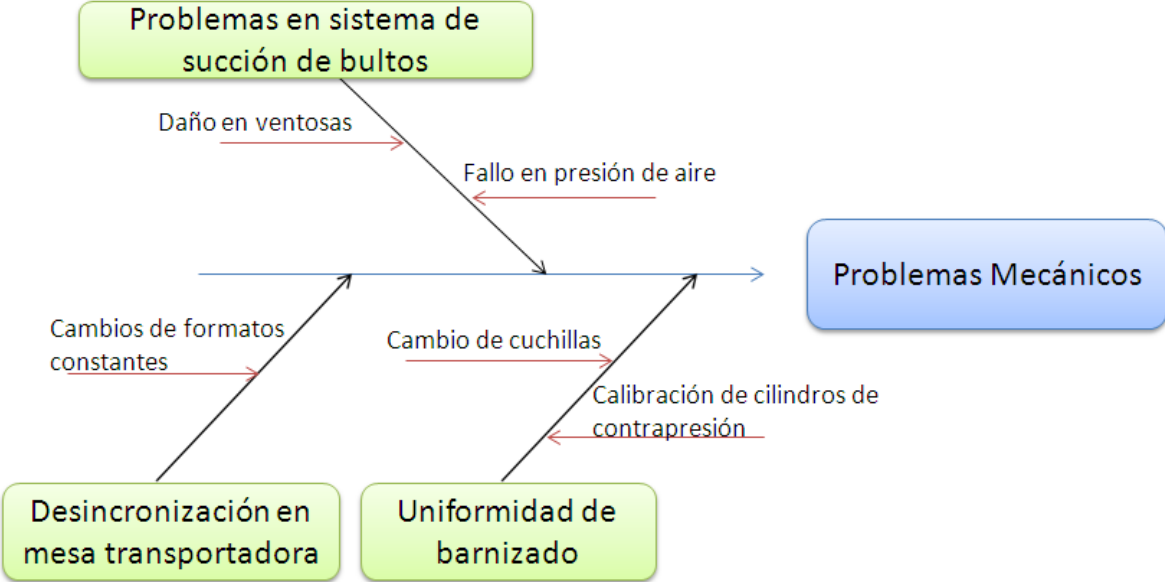 Problemas en sistema de
succión de bultos
Daño en ventosas
Fallo en presión de aire
Problemas Mecánicos
Cambios de formatos
constantes
Cambio de cuchillas
Calibración de cilindros de
contrapresión
Desincronización en
mesa transportadora
Uniformidad de
barnizado